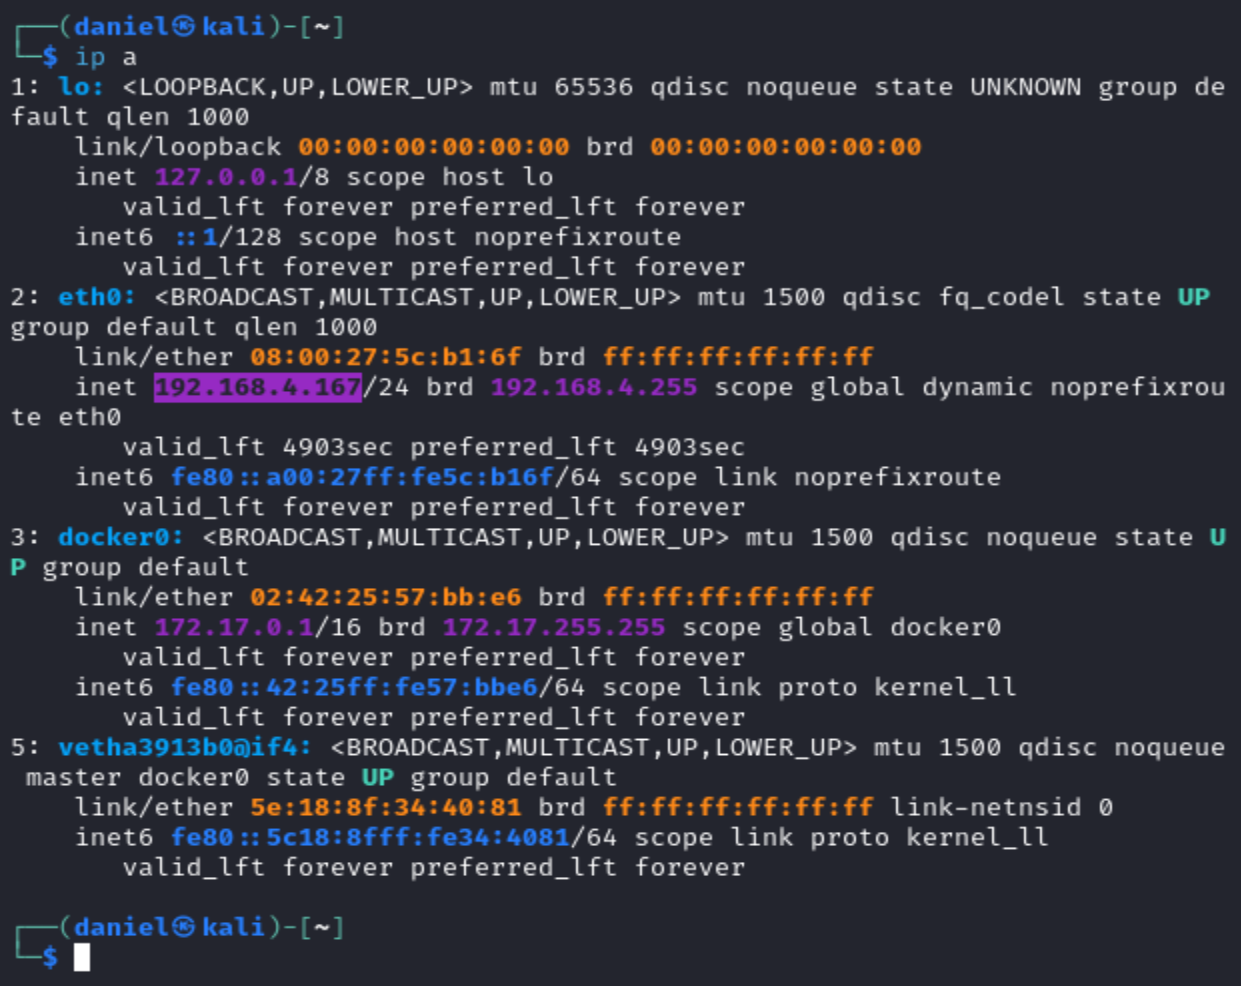 ┌──(daniel㉿kali)-[~]
└─$ ip a
1: lo: <LOOPBACK,UP,LOWER_UP> mtu 65536 qdisc noqueue state UNKNOWN group de
fault qlen 1000
    link/loopback 00:00:00:00:00:00 brd 00:00:00:00:00:00
    inet 127.0.0.1/8 scope host lo
       valid_lft forever preferred_lft forever
    inet6 ::1/128 scope host noprefixroute
       valid_lft forever preferred_lft forever
2: eth0: <BROADCAST,MULTICAST,UP,LOWER_UP> mtu 1500 qdisc fq_codel state UP
group default qlen 1000
    link/ether 08:00:27:5c:b1:6f brd ff:ff:ff:ff:ff:ff
    inet 192.168.4.167/24 brd 192.168.4.255 scope global dynamic noprefixrou
te eth0
       valid_lft 4903sec preferred_lft 4903sec
    inet6 fe80::a00:27ff:fe5c:b16f/64 scope link noprefixroute
       valid_lft forever preferred_lft forever
3: docker0: <BROADCAST,MULTICAST,UP,LOWER_UP> mtu 1500 qdisc noqueue state U
P group default
    link/ether 02:42:25:57:bb:e6 brd ff:ff:ff:ff:ff:ff
    inet 172.17.0.1/16 brd 172.17.255.255 scope global docker0
       valid_lft forever preferred_lft forever
    inet6 fe80::42:25ff:fe57:bbe6/64 scope link proto kernel_ll
       valid_lft forever preferred_lft forever
5: vetha3913b0@if4: <BROADCAST,MULTICAST,UP,LOWER_UP> mtu 1500 qdisc noqueue
 master docker0 state UP group default
    link/ether 5e:18:8f:34:40:81 brd ff:ff:ff:ff:ff:ff link-netnsid 0
    inet6 fe80::5c18:8fff:fe34:4081/64 scope link proto kernel_ll
       valid_lft forever preferred_lft forever

┌──(daniel㉿kali)-[~]
└─$